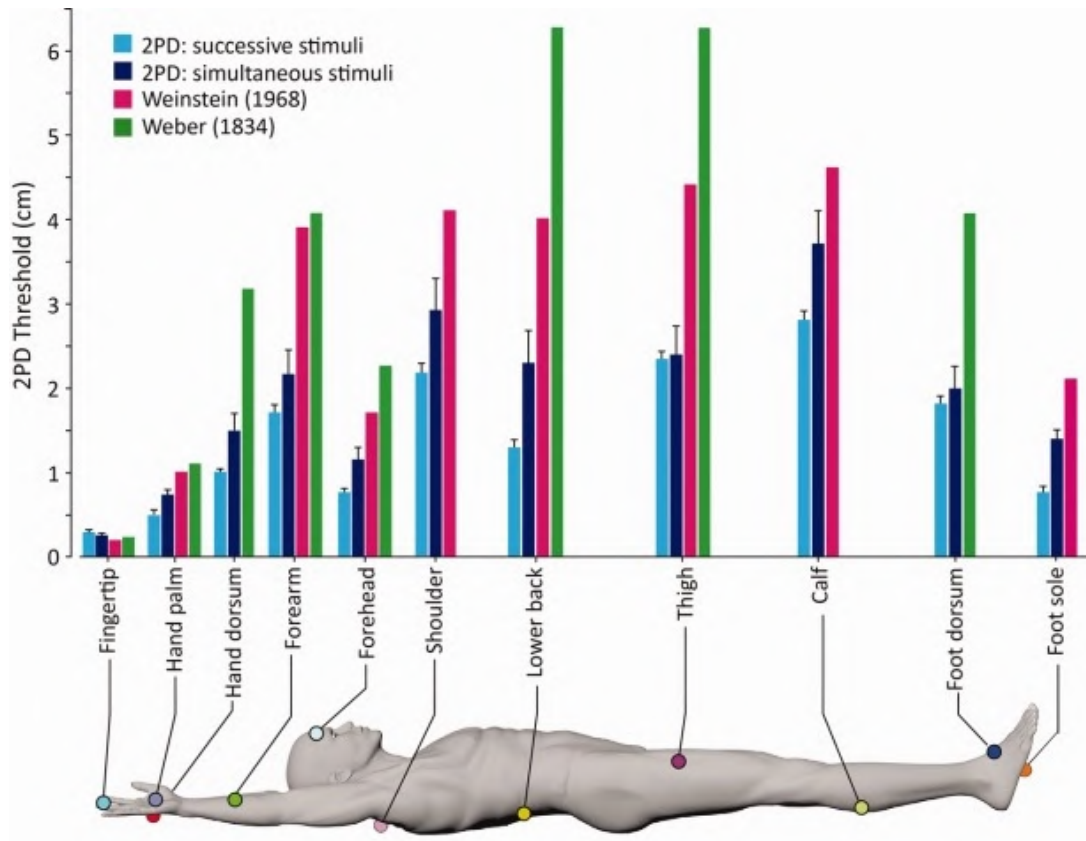 2PD: successive stimuli
2PD: simultaneous stimuli
Weinstein (1968)
Weber (1834)
2PD Threshold (cm)
6
5
4
3
2
1
0
Fingertip
Hand palm
Hand dorsum
Forearm
Forehead
Shoulder
Lower back
Thigh
Calf
Foot dorsum
Foot sole